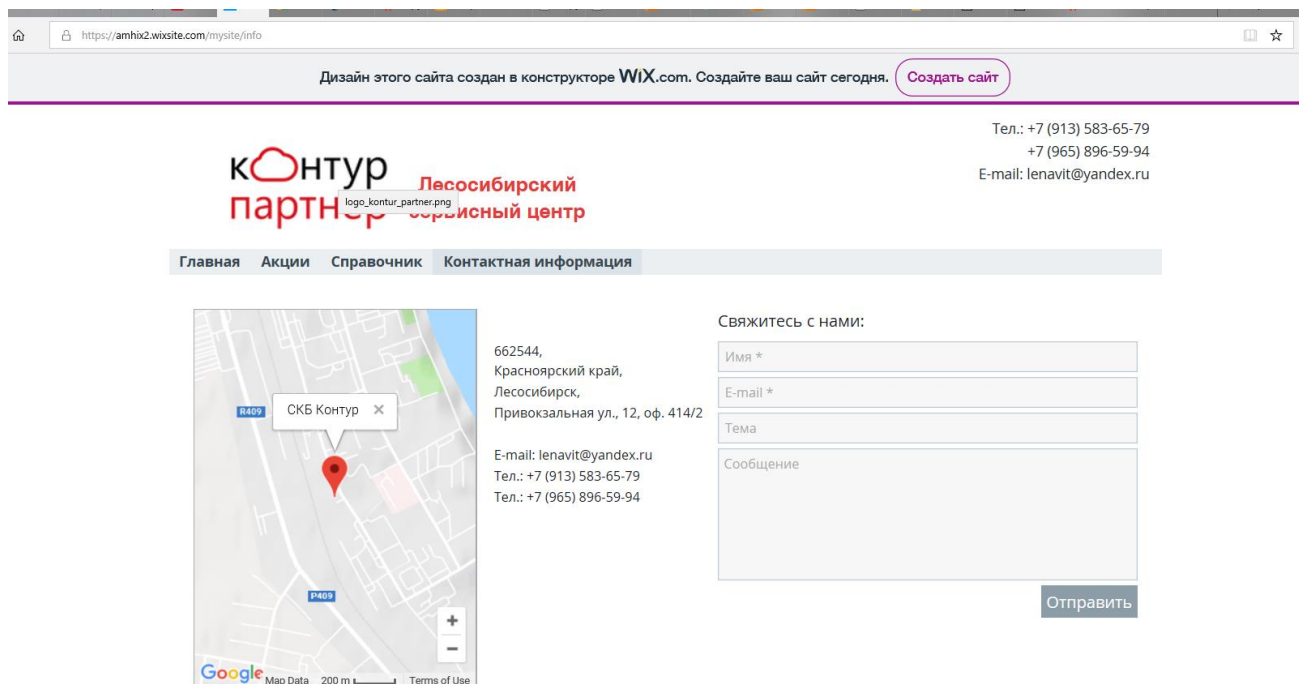 https://amhix2.wixsite.com/mysite/info
Дизайн этого сайта создан в конструкторе WiX.com. Создайте ваш сайт сегодня. Создать сайт
Тел.: +7 (913) 583-65-79
+7 (965) 896-59-94
E-mail: lenavit@yandex.ru
контур
партнер
logo_kontur_partner.png
Лесосибирский
сервисный центр
Главная Акции Справочник Контактная информация
R409
СКБ Контур
P409
Google Map Data 200 m Terms of Use
662544,
Красноярский край,
Лесосибирск,
Привокзальная ул., 12, оф. 414/2
E-mail: lenavit@yandex.ru
Тел.: +7 (913) 583-65-79
Тел.: +7 (965) 896-59-94
Свяжитесь с нами:
Имя *
E-mail *
Тема
Сообщение
Отправить